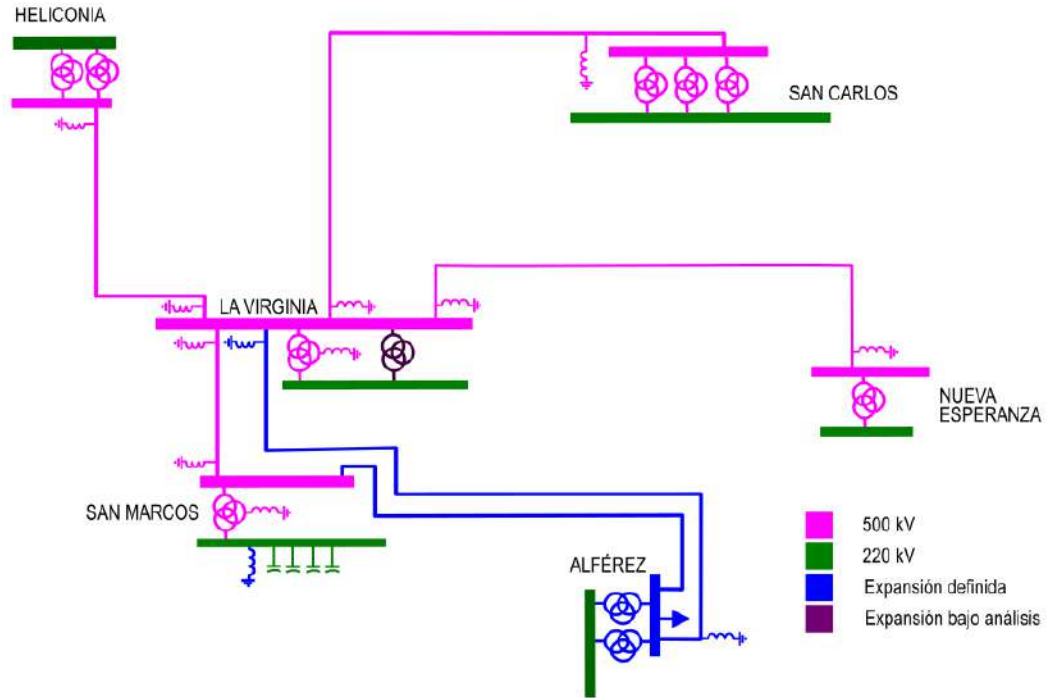 HELICONIA
SAN CARLOS
LA VIRGINIA
NUEVA
ESPERANZA
SAN MARCOS
ALFÉREZ
500 kV
220 kV
Expansión definida
Expansión bajo análisis